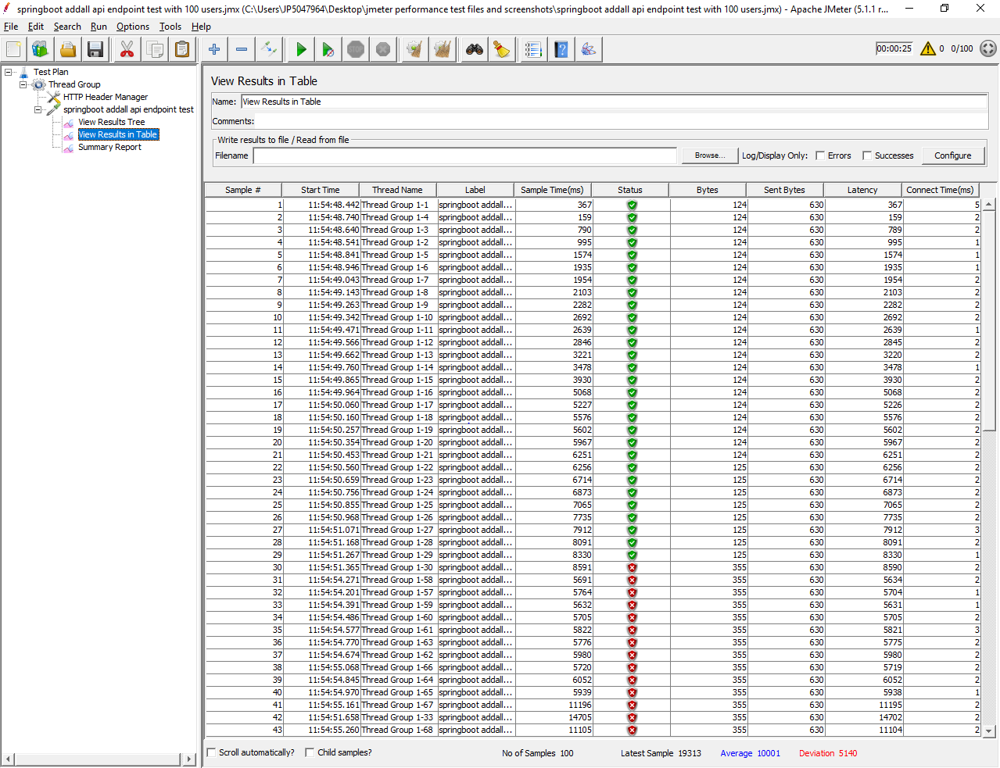 springboot addall api endpoint test with 100 users.jmx (C:\Users\JP5047964\Desktop\jmeter performance test files and screenshots\springboot addall api endpoint test with 100 users.jmx) - Apache JMeter (5.1.1 r...
File Edit Search Run Options Tools Help
00:00:25 0 0/100
Test Plan
Thread Group
HTTP Header Manager
springboot addall api endpoint test
View Results Tree
View Results in Table
Summary Report
View Results in Table
Name: View Results in Table
Comments:
Write results to file / Read from file
Filename Browse... Log/Display Only: Errors Successes Configure
Sample # Start Time Thread Name Label Sample Time(ms) Status Bytes Sent Bytes Latency Connect Time(ms)
1 11:54:48.442 Thread Group 1-1 springboot addall... 367 124 630 367 5
2 11:54:48.740 Thread Group 1-4 springboot addall... 159 124 630 159 2
3 11:54:48.640 Thread Group 1-3 springboot addall... 790 124 630 789 2
4 11:54:48.541 Thread Group 1-2 springboot addall... 995 124 630 995 1
5 11:54:48.841 Thread Group 1-5 springboot addall... 1574 124 630 1574 1
6 11:54:48.946 Thread Group 1-6 springboot addall... 1935 124 630 1935 1
7 11:54:49.043 Thread Group 1-7 springboot addall... 1954 124 630 1954 2
8 11:54:49.143 Thread Group 1-8 springboot addall... 2103 124 630 2103 2
9 11:54:49.263 Thread Group 1-9 springboot addall... 2282 124 630 2282 2
10 11:54:49.342 Thread Group 1-10 springboot addall... 2692 124 630 2692 2
11 11:54:49.471 Thread Group 1-11 springboot addall... 2639 124 630 2639 1
12 11:54:49.566 Thread Group 1-12 springboot addall... 2846 124 630 2845 2
13 11:54:49.662 Thread Group 1-13 springboot addall... 3221 124 630 3220 2
14 11:54:49.760 Thread Group 1-14 springboot addall... 3478 124 630 3478 1
15 11:54:49.865 Thread Group 1-15 springboot addall... 3930 124 630 3930 2
16 11:54:49.964 Thread Group 1-16 springboot addall... 5068 124 630 5068 2
17 11:54:50.060 Thread Group 1-17 springboot addall... 5227 124 630 5226 2
18 11:54:50.160 Thread Group 1-18 springboot addall... 5576 124 630 5576 2
19 11:54:50.257 Thread Group 1-19 springboot addall... 5602 124 630 5602 2
20 11:54:50.354 Thread Group 1-20 springboot addall... 5967 124 630 5967 2
21 11:54:50.453 Thread Group 1-21 springboot addall... 6251 124 630 6251 2
22 11:54:50.560 Thread Group 1-22 springboot addall... 6256 125 630 6256 2
23 11:54:50.659 Thread Group 1-23 springboot addall... 6714 125 630 6714 2
24 11:54:50.756 Thread Group 1-24 springboot addall... 6873 125 630 6873 2
25 11:54:50.855 Thread Group 1-25 springboot addall... 7065 125 630 7065 2
26 11:54:50.968 Thread Group 1-26 springboot addall... 7735 125 630 7735 2
27 11:54:51.071 Thread Group 1-27 springboot addall... 7912 125 630 7912 3
28 11:54:51.168 Thread Group 1-28 springboot addall... 8091 125 630 8091 2
29 11:54:51.267 Thread Group 1-29 springboot addall... 8330 125 630 8330 1
30 11:54:51.365 Thread Group 1-30 springboot addall... 8591 355 630 8590 2
31 11:54:54.271 Thread Group 1-58 springboot addall... 5691 355 630 5634 2
32 11:54:54.201 Thread Group 1-57 springboot addall... 5764 355 630 5704 1
33 11:54:54.391 Thread Group 1-59 springboot addall... 5632 355 630 5631 1
34 11:54:54.486 Thread Group 1-60 springboot addall... 5705 355 630 5705 2
35 11:54:54.577 Thread Group 1-61 springboot addall... 5822 355 630 5821 3
36 11:54:54.770 Thread Group 1-63 springboot addall... 5776 355 630 5775 2
37 11:54:54.674 Thread Group 1-62 springboot addall... 5980 355 630 5980 2
38 11:54:55.068 Thread Group 1-66 springboot addall... 5720 355 630 5719 2
39 11:54:54.845 Thread Group 1-64 springboot addall... 6052 355 630 6052 2
40 11:54:54.970 Thread Group 1-65 springboot addall... 5939 355 630 5938 1
41 11:54:55.161 Thread Group 1-67 springboot addall... 11196 355 630 11195 2
42 11:54:51.658 Thread Group 1-33 springboot addall... 14705 355 630 14702 2
43 11:54:55.260 Thread Group 1-68 springboot addall... 11105 355 630 11104 2
Scroll automatically? Child samples? No of Samples 100 Latest Sample 19313 Average 10001 Deviation 5140